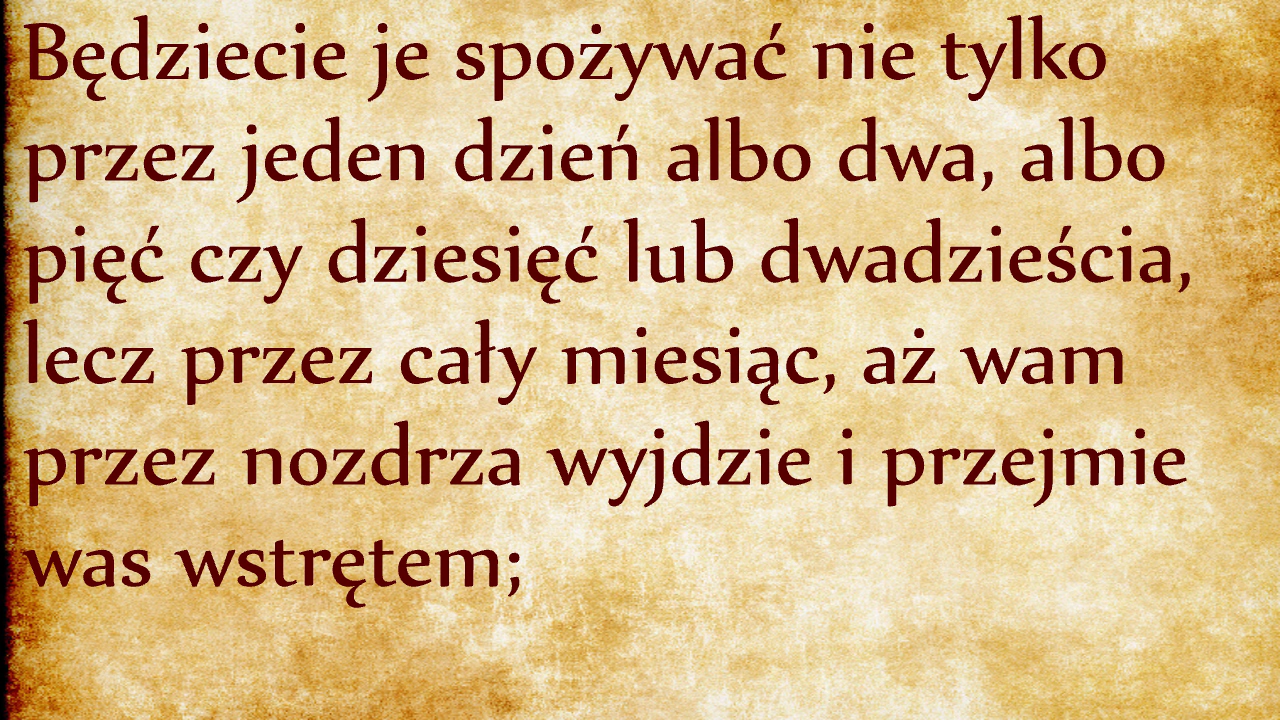 Będziecie je spożywać nie tylko
przez jeden dzień albo dwa, albo
pięć czy dziesięć lub dwadzieścia,
lecz przez cały miesiąc, aż wam
przez nozdrza wyjdzie i przejmie
was wstrętem;